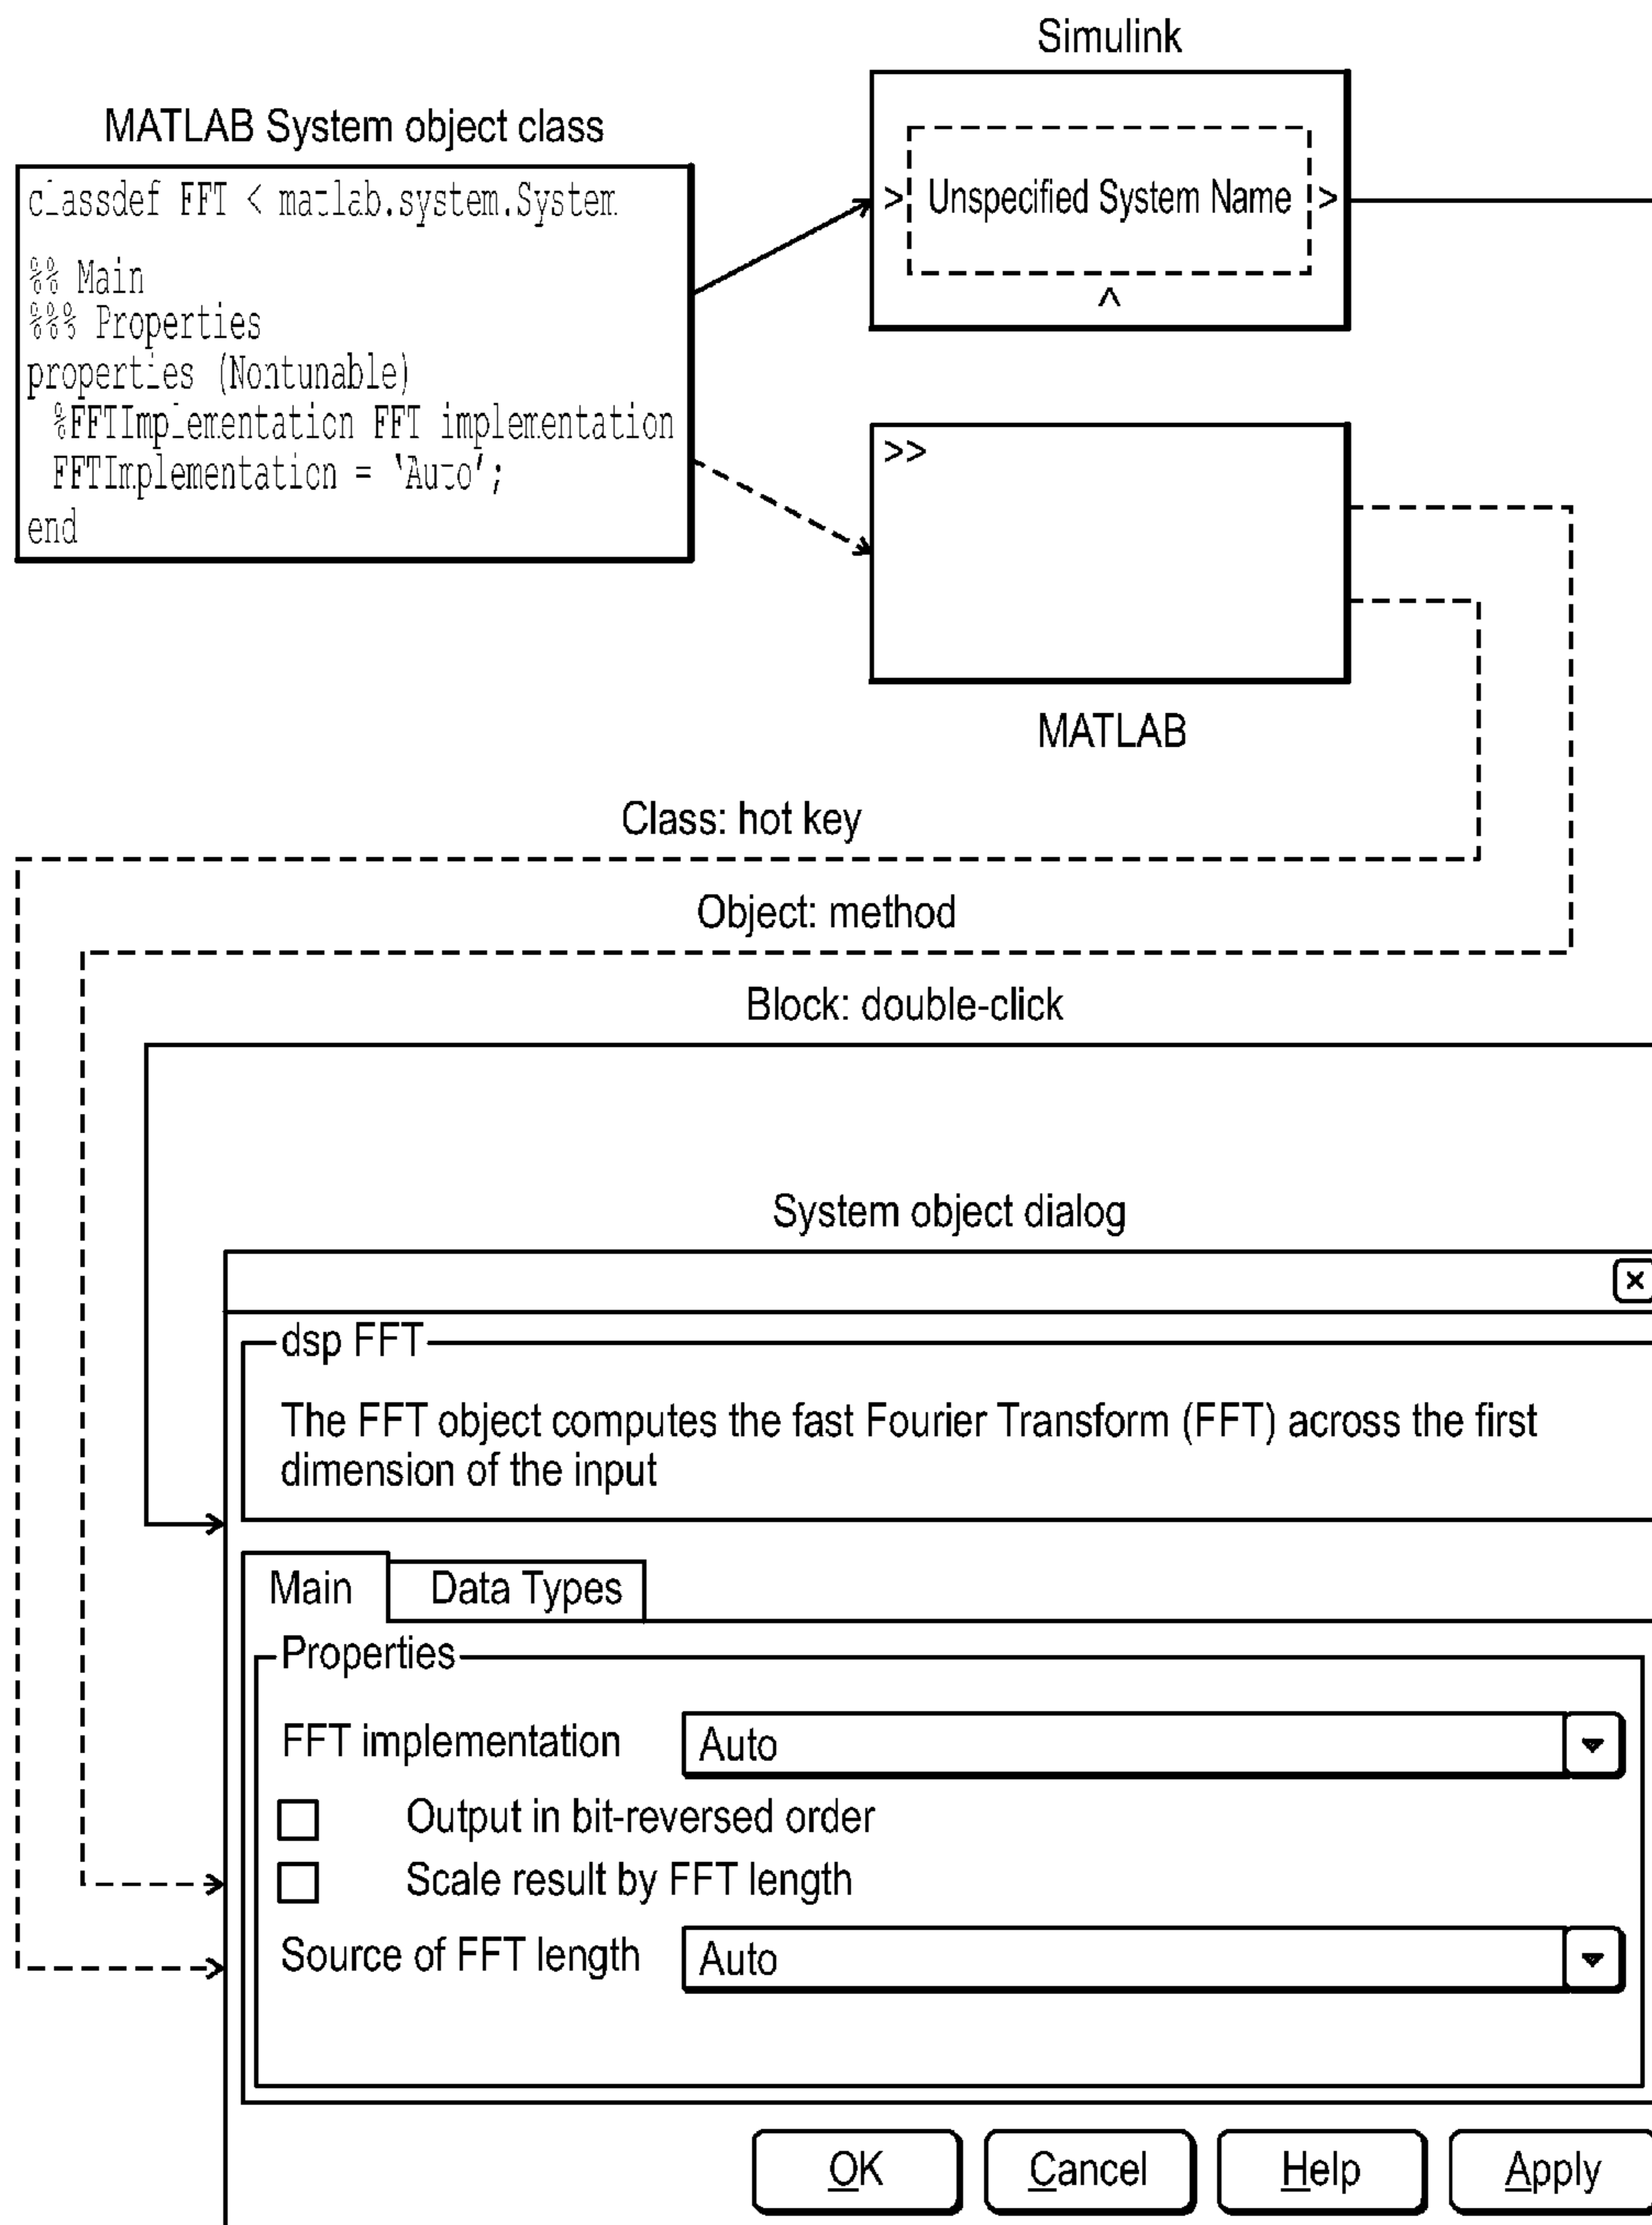 Simulink
MATLAB System object class
classdef FFT < matlab.system.System
%% Main
%%% Properties
properties (Nontunable)
%FFTImplementation FFT implementation
FFTImplementation = 'Auto';
end
> Unspecified System Name >
^
>>
MATLAB
Class: hot key
Object: method
Block: double-click
System object dialog
dsp FFT
The FFT object computes the fast Fourier Transform (FFT) across the first
dimension of the input
Main Data Types
Properties
FFT implementation Auto
Output in bit-reversed order
Scale result by FFT length
Source of FFT length Auto
OK Cancel Help Apply